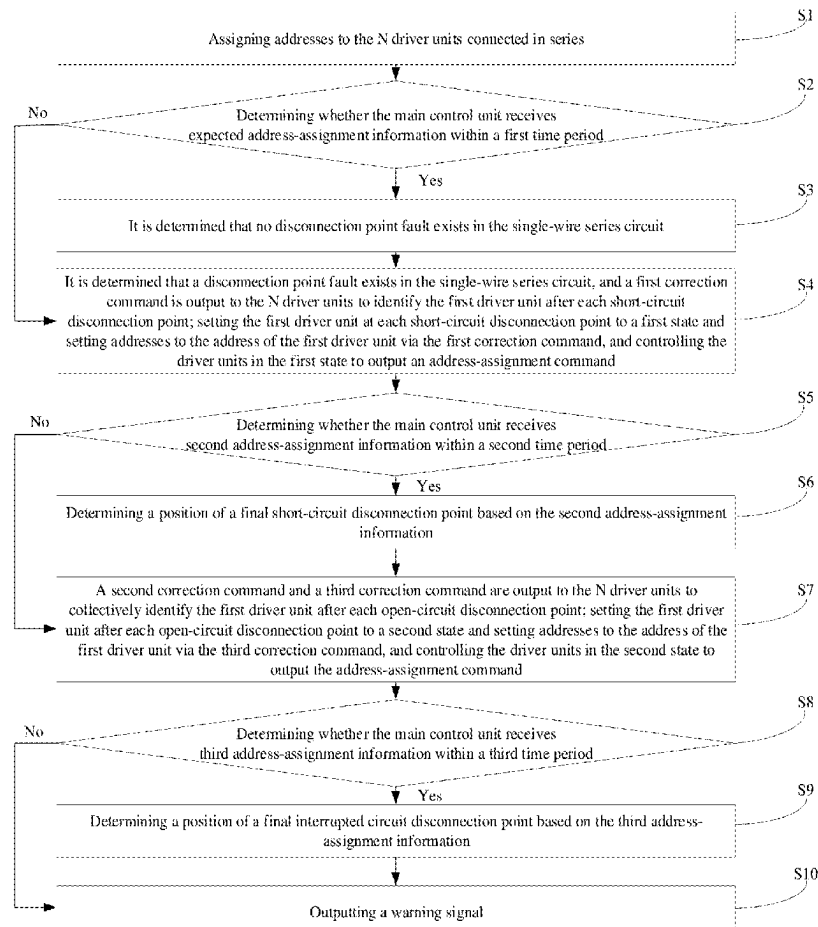 S1
Assigning addresses to the N driver units connected in series
S2
Determining whether the main control unit receives
expected address-assignment information within a first time period
No
Yes
S3
It is determined that no disconnection point fault exists in the single-wire series circuit
S4
It is determined that a disconnection point fault exists in the single-wire series circuit, and a first correction
command is output to the N driver units to identify the first driver unit after each short-circuit
disconnection point; setting the first driver unit at each short-circuit disconnection point to a first state and
setting addresses to the address of the first driver unit via the first correction command, and controlling the
driver units in the first state to output an address-assignment command
S5
No
Determining whether the main control unit receives
second address-assignment information within a second time period
Yes
S6
Determining a position of a final short-circuit disconnection point based on the second address-assignment
information
S7
A second correction command and a third correction command are output to the N driver units to
collectively identify the first driver unit after each open-circuit disconnection point; setting the first driver
unit after each open-circuit disconnection point to a second state and setting addresses to the address of the
first driver unit via the third correction command, and controlling the driver units in the second state to
output the address-assignment command
S8
No
Determining whether the main control unit receives
third address-assignment information within a third time period
Yes
S9
Determining a position of a final interrupted circuit disconnection point based on the third address-
assignment information
S10
Outputting a warning signal